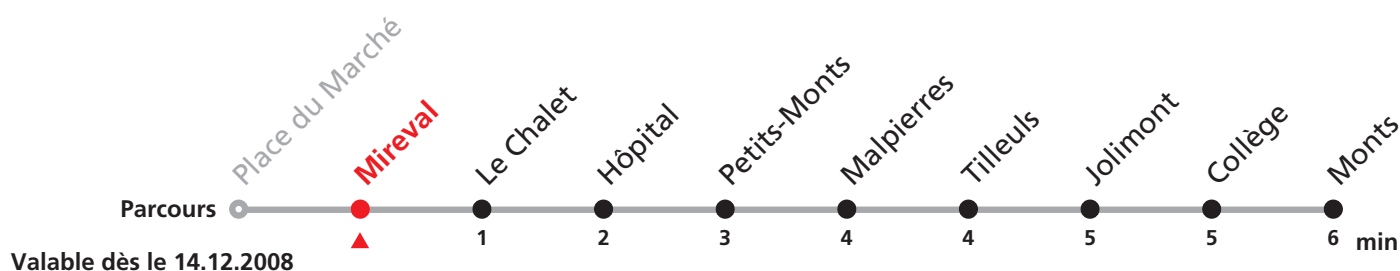 Place du Marché
Mireval
Le Chalet
Hôpital
Petits-Monts
Malpierres
Tilleuls
Jolimont
Collège
Monts
Parcours
1 2 3 4 4 5 5 6 min
Valable dès le 14.12.2008